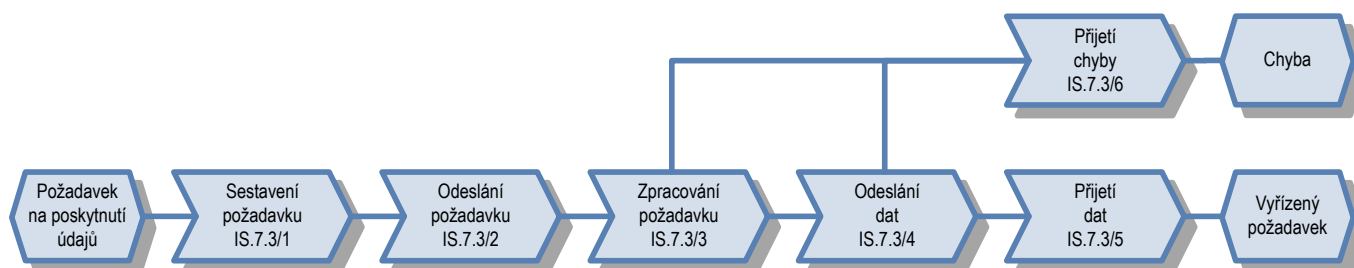 Přijetí
chyby
IS.7.3/6
Chyba
Požadavek
na poskytnutí
údajů
Sestavení
požadavku
IS.7.3/1
Odeslání
požadavku
IS.7.3/2
Zpracování
požadavku
IS.7.3/3
Odeslání
dat
IS.7.3/4
Přijetí
dat
IS.7.3/5
Vyřízený
požadavek